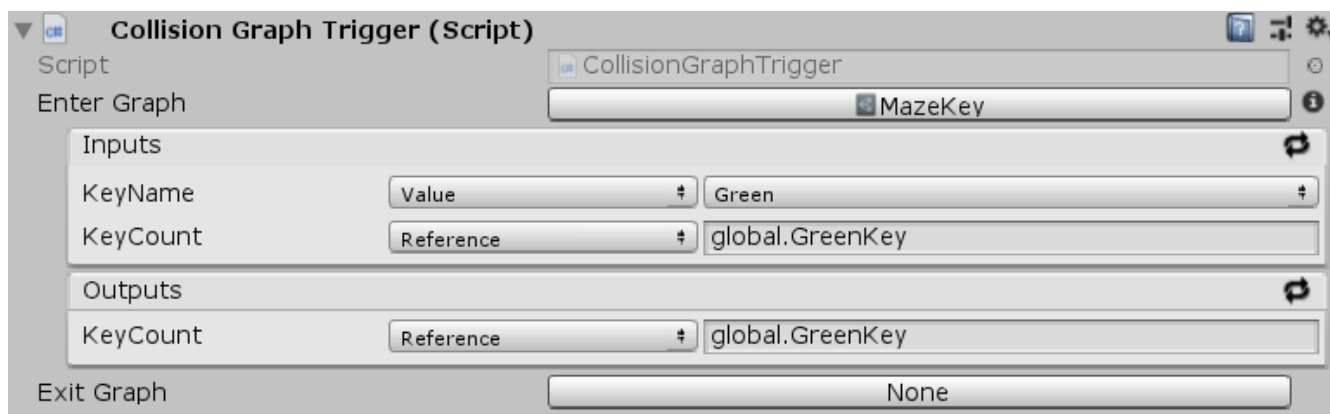 Collision Graph Trigger (Script)
Script CollisionGraphTrigger
Enter Graph MazeKey
Inputs
KeyName Value Green
KeyCount Reference global.GreenKey
Outputs
KeyCount Reference global.GreenKey
Exit Graph None